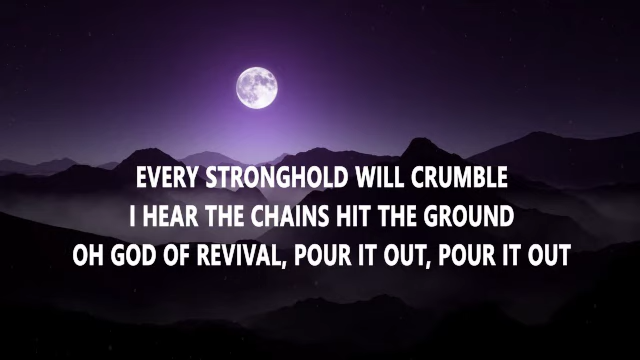 EVERY STRONGHOLD WILL CRUMBLE
I HEAR THE CHAINS HIT THE GROUND
OH GOD OF REVIVAL, POUR IT OUT, POUR IT OUT